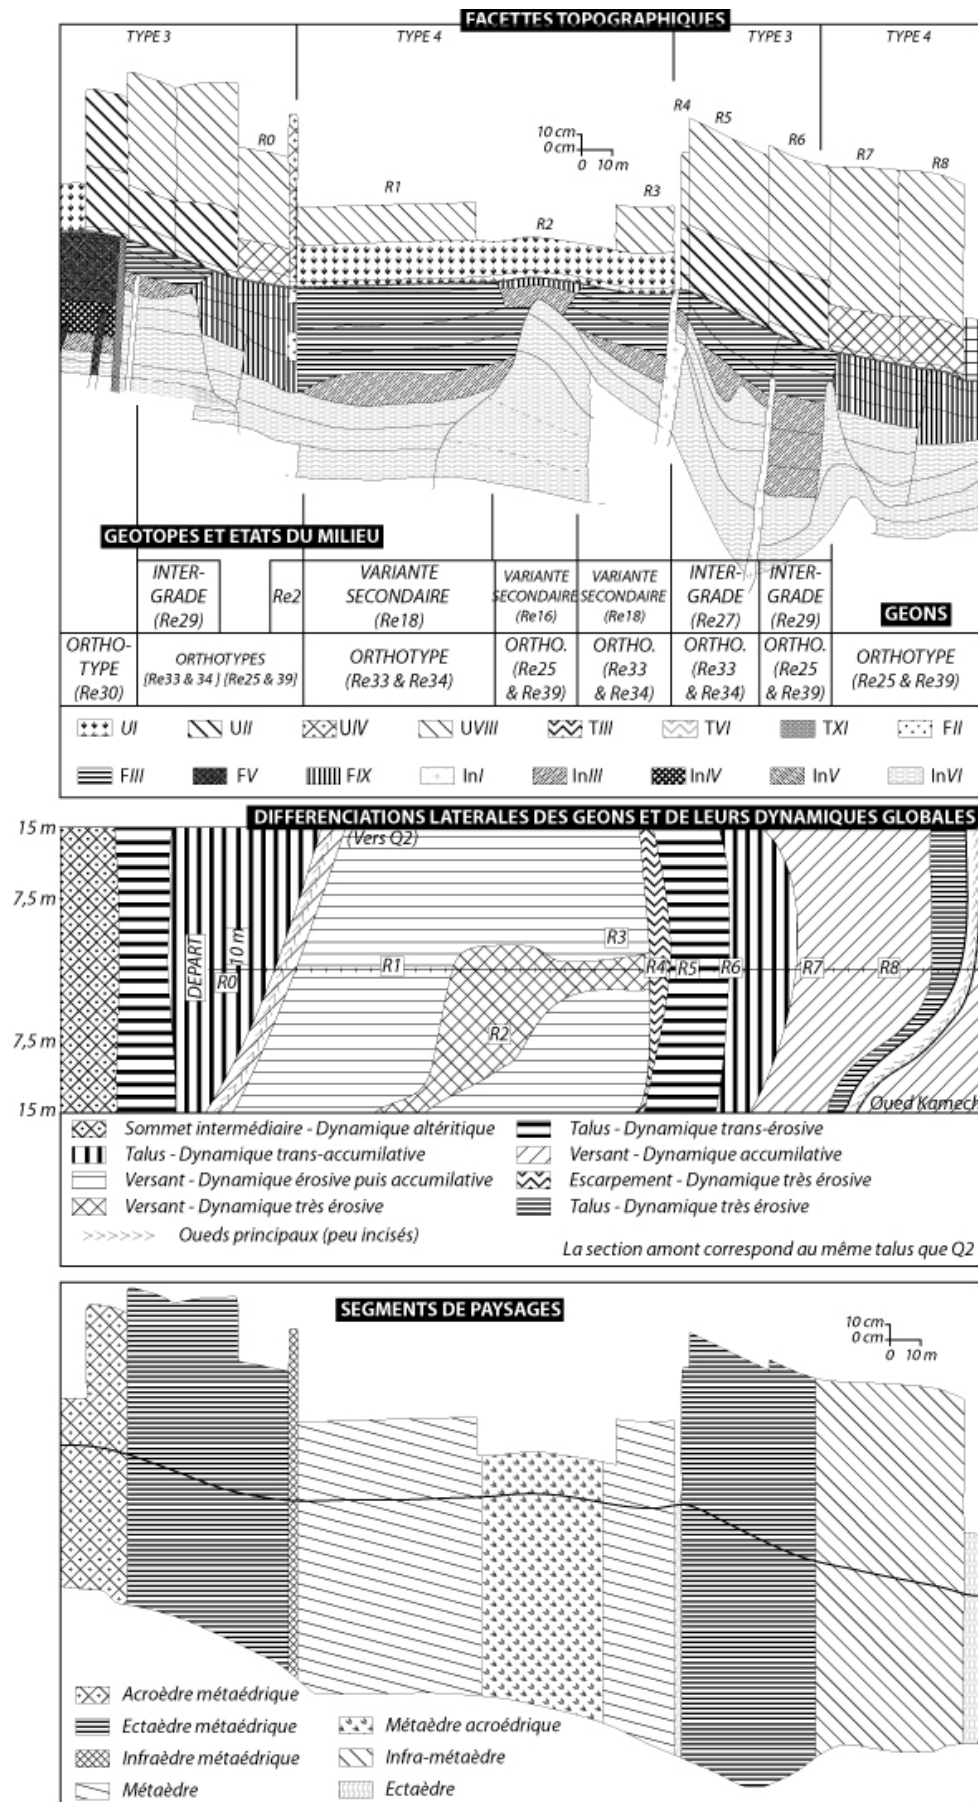 FACETTES TOPOGRAPHIQUES
TYPE 3
TYPE 4
TYPE 3
TYPE 4
R0
R1
R2
R3
R4
R5
R6
R7
R8
10 cm
0 cm
0 10 m
GEOTOPES ET ETATS DU MILIEU
INTER-
GRADE
(Re29)
Re2
VARIANTE
SECONDAIRE
(Re18)
VARIANTE
SECONDAIRE
(Re16)
VARIANTE
SECONDAIRE
(Re18)
INTER-
GRADE
(Re27)
INTER-
GRADE
(Re29)
GEONS
ORTHO-
TYPE
(Re30)
ORTHOTYPES
[Re33 & 34 ] [Re25 & 39]
ORTHOTYPE
(Re33 & Re34)
ORTHO.
(Re25
& Re39)
ORTHO.
(Re33
& Re34)
ORTHO.
(Re33
& Re34)
ORTHO.
(Re25
& Re39)
ORTHOTYPE
(Re25 & Re39)
UI UII UIV UVIII TIII TVI TXI FII
FIII FV FIX InI InIII InIV InV InVI
DIFFERENCIATIONS LATERALES DES GEONS ET DE LEURS DYNAMIQUES GLOBALES
15 m
7,5 m
7,5 m
15 m
(Vers Q2)
DEPART
10 m
R0
R1
R2
R3
R4
R5
R6
R7
R8
Oued Kamech
Sommet intermédiaire - Dynamique altéritique
Talus - Dynamique trans-érosive
Talus - Dynamique trans-accumilative
Versant - Dynamique accumilative
Versant - Dynamique érosive puis accumilative
Escarpement - Dynamique très érosive
Versant - Dynamique très érosive
Talus - Dynamique très érosive
Oueds principaux (peu incisés)
La section amont correspond au même talus que Q2
SEGMENTS DE PAYSAGES
10 cm
0 cm
0 10 m
Acroèdre métaédrique
Ectaèdre métaédrique
Métaèdre acroédrique
Infraèdre métaédrique
Infra-métaèdre
Métaèdre
Ectaèdre